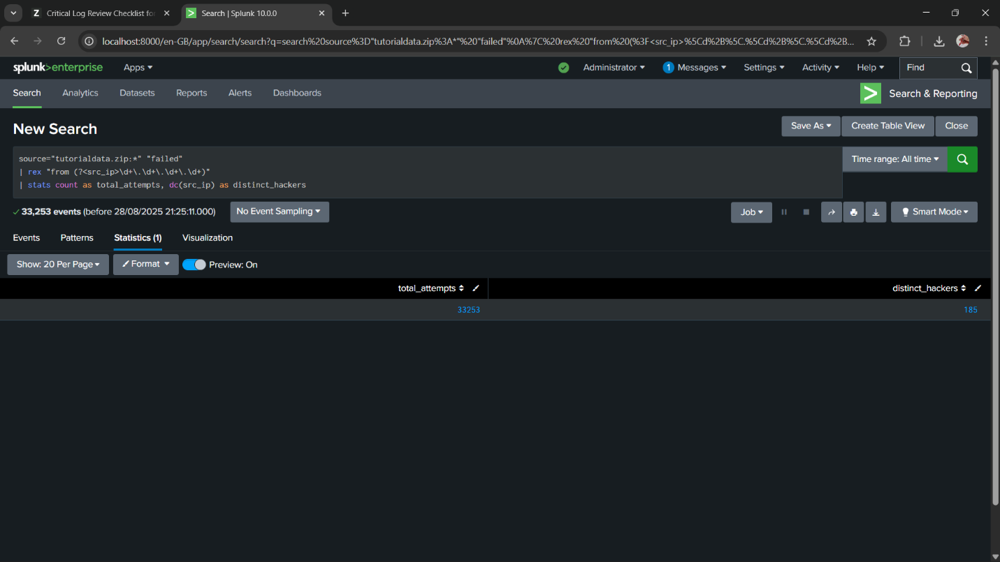 Z Critical Log Review Checklist for
Search | Splunk 10.0.0
localhost:8000/en-GB/app/search/search?q=search%20source%3D"tutorialdata.zip%3A*"%20"failed"%0A%7C%20rex%20"from%20(%3F<src_ip>%5Cd%2B%5C.%5Cd%2B%5C.%5Cd%2B%5C.%5Cd%2B...
splunk>enterprise Apps Administrator 1 Messages Settings Activity Help Find
Search Analytics Datasets Reports Alerts Dashboards > Search & Reporting
New Search Save As Create Table View Close
source="tutorialdata.zip:*" "failed" Time range: All time
| rex "from (?<src_ip>\d+\.\d+\.\d+\.\d+)"
| stats count as total_attempts, dc(src_ip) as distinct_hackers
33,253 events (before 28/08/2025 21:25:11.000) No Event Sampling Job Smart Mode
Events Patterns Statistics (1) Visualization
Show: 20 Per Page Format Preview: On
total_attempts distinct_hackers
33253 185